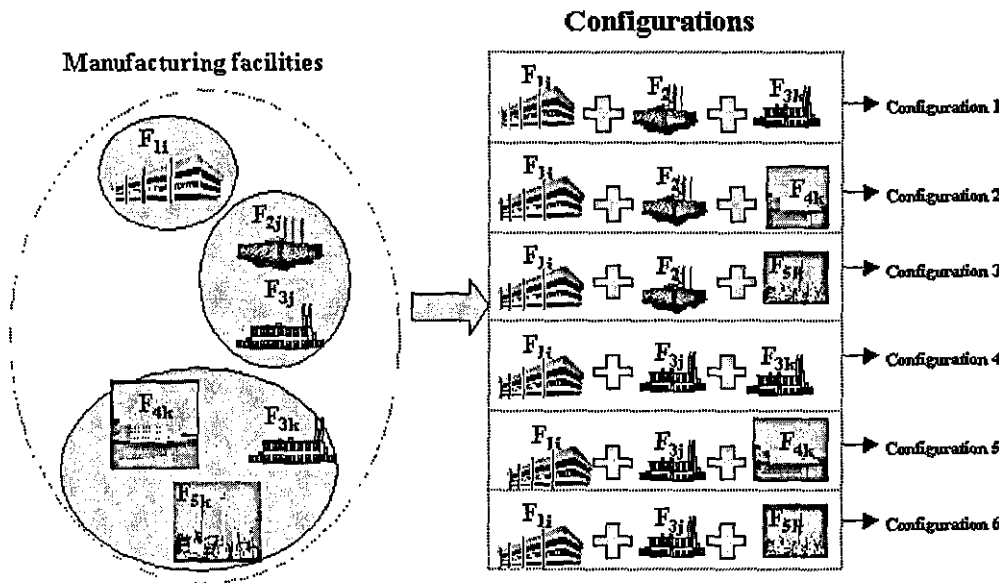 Configurations
Manufacturing facilities
F1i
F2j
F3j
F4k
F3k
F5k
F1i F2j F3k Configuration 1
F1i F2j F4k Configuration 2
F1i F2j F5k Configuration 3
F1i F3j F3k Configuration 4
F1i F3j F4k Configuration 5
F1i F3j F5k Configuration 6